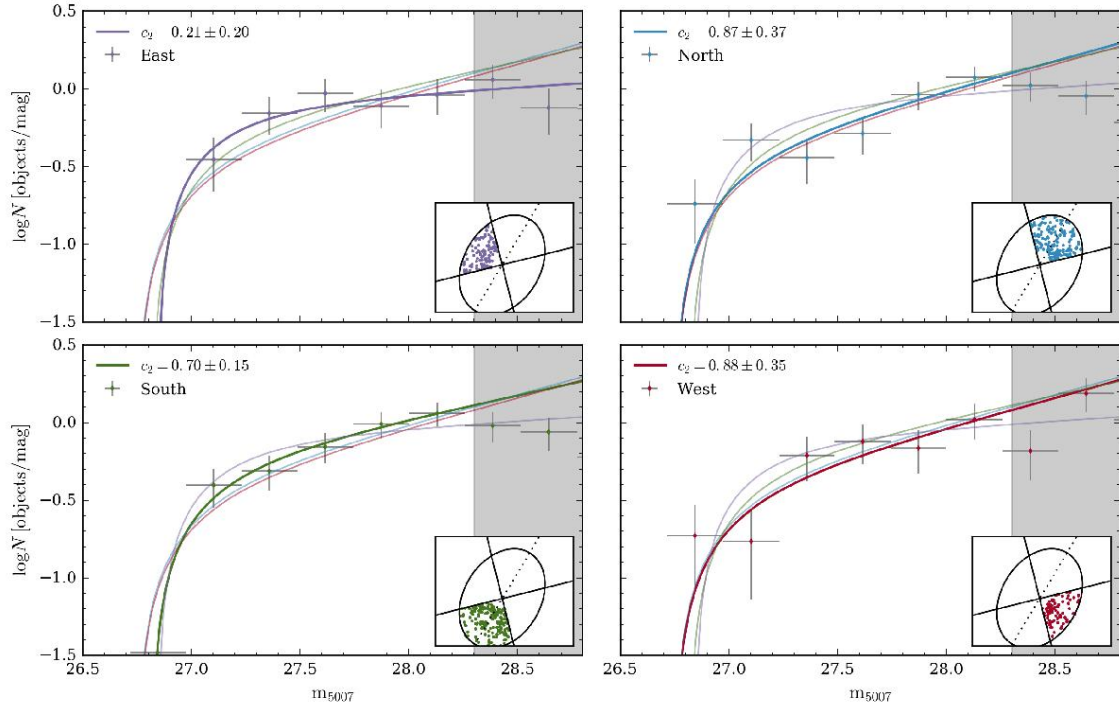 c₂ = 0.21 ± 0.20
East
c₂ = 0.87 ± 0.37
North
0.5
0.0
−0.5
−1.0
−1.5
log N [objects/mag]
c₂ = 0.70 ± 0.15
South
c₂ = 0.88 ± 0.35
West
0.5
0.0
−0.5
−1.0
−1.5
log N [objects/mag]
26.5 27.0 27.5 28.0 28.5
26.5 27.0 27.5 28.0 28.5
m₅₀₀₇
m₅₀₀₇